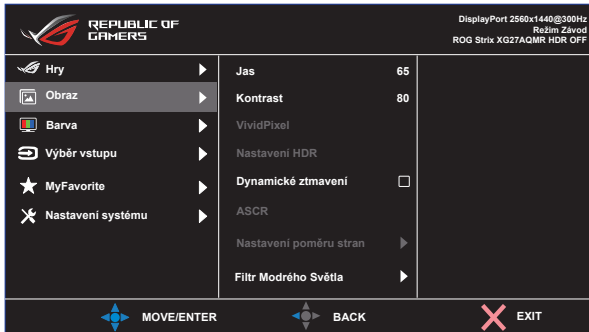 REPUBLIC OF
GAMERS
DisplayPort 2560x1440@300Hz
Režim Závod
ROG Strix XG27AQMR HDR OFF
Hry
Obraz
Barva
Výběr vstupu
MyFavorite
Nastavení systému
Jas 65
Kontrast 80
VividPixel
Nastavení HDR
Dynamické ztmavení
ASCR
Nastavení poměru stran
Filtr Modrého Světla
MOVE/ENTER
BACK
EXIT